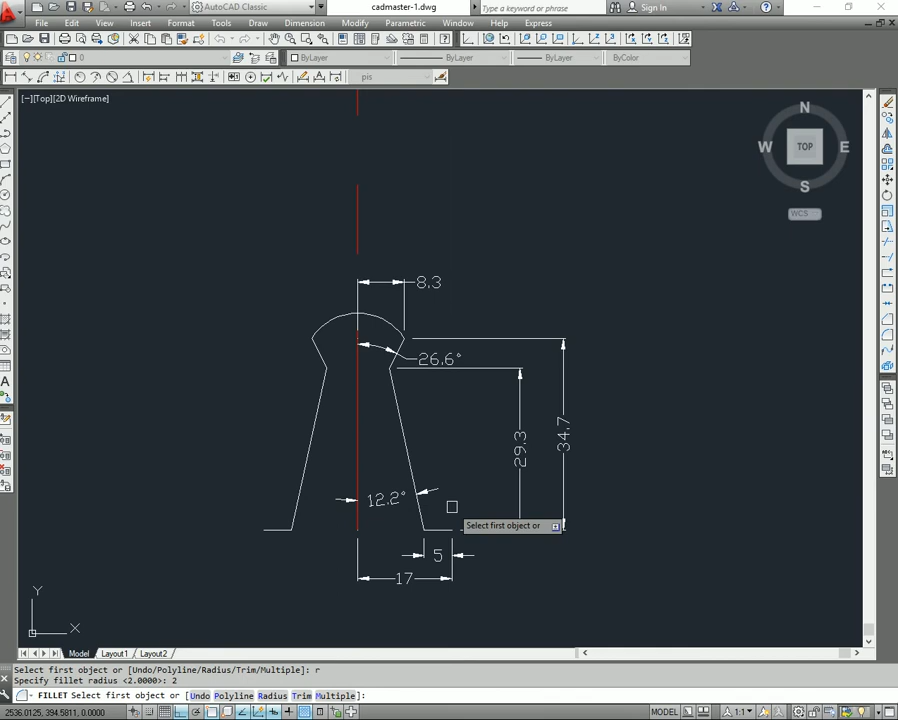 AutoCAD Classic
cadmaster-1.dwg
Type a keyword or phrase
Sign In
File Edit View Insert Format Tools Draw Dimension Modify Parametric Window Help Express
0
ByLayer
ByLayer
ByLayer
ByColor
pis
[−][Top][2D Wireframe]
N
W TOP E
S
WCS
8.3
26.6°
29.3
34.7
12.2°
Select first object or
5
17
Y
X
Model Layout1 Layout2
Select first object or [Undo/Polyline/Radius/Trim/Multiple]: r
Specify fillet radius <2.0000>: 2
FILLET Select first object or [Undo Polyline Radius Trim Multiple]:
2536.0125, 394.5811, 0.0000
MODEL
1:1